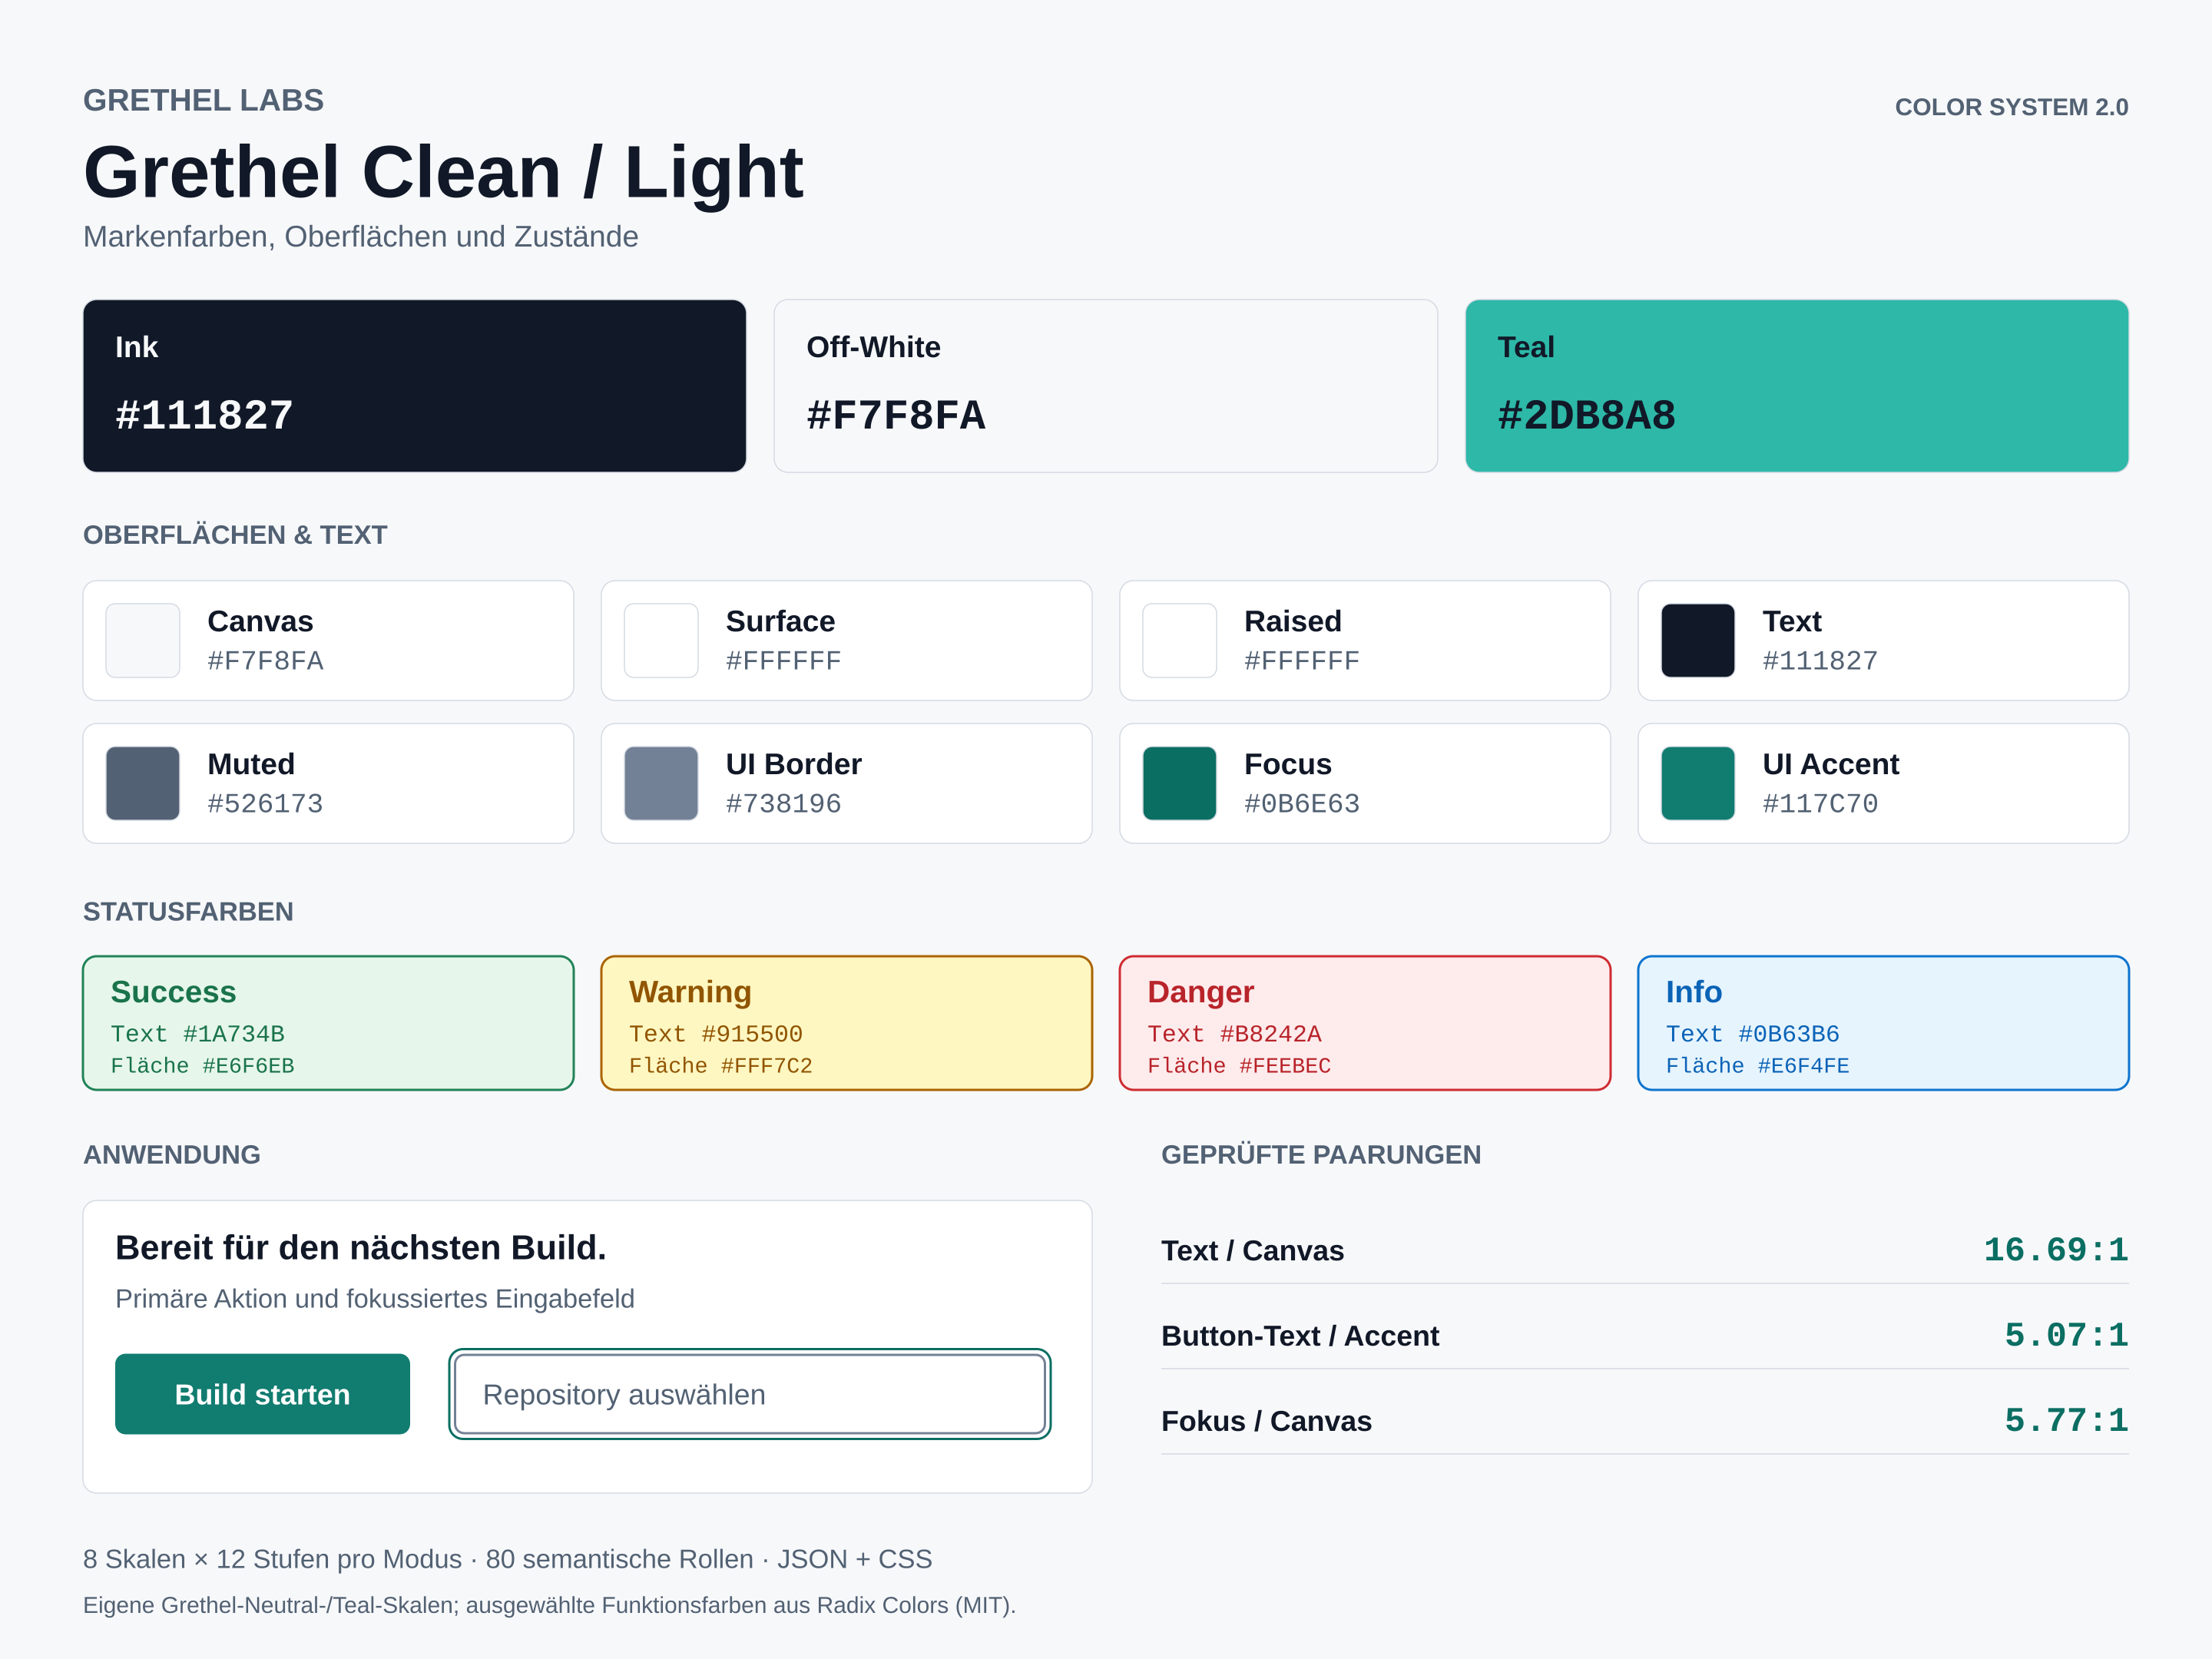 GRETHEL LABS
COLOR SYSTEM 2.0
Grethel Clean / Light
Markenfarben, Oberflächen und Zustände
Ink
#111827
Off-White
#F7F8FA
Teal
#2DB8A8
OBERFLÄCHEN & TEXT
Canvas
#F7F8FA
Surface
#FFFFFF
Raised
#FFFFFF
Text
#111827
Muted
#526173
UI Border
#738196
Focus
#0B6E63
UI Accent
#117C70
STATUSFARBEN
Success
Text #1A734B
Fläche #E6F6EB
Warning
Text #915500
Fläche #FFF7C2
Danger
Text #B8242A
Fläche #FEEBEC
Info
Text #0B63B6
Fläche #E6F4FE
ANWENDUNG
Bereit für den nächsten Build.
Primäre Aktion und fokussiertes Eingabefeld
Build starten
Repository auswählen
GEPRÜFTE PAARUNGEN
Text / Canvas 16.69:1
Button-Text / Accent 5.07:1
Fokus / Canvas 5.77:1
8 Skalen × 12 Stufen pro Modus · 80 semantische Rollen · JSON + CSS
Eigene Grethel-Neutral-/Teal-Skalen; ausgewählte Funktionsfarben aus Radix Colors (MIT).